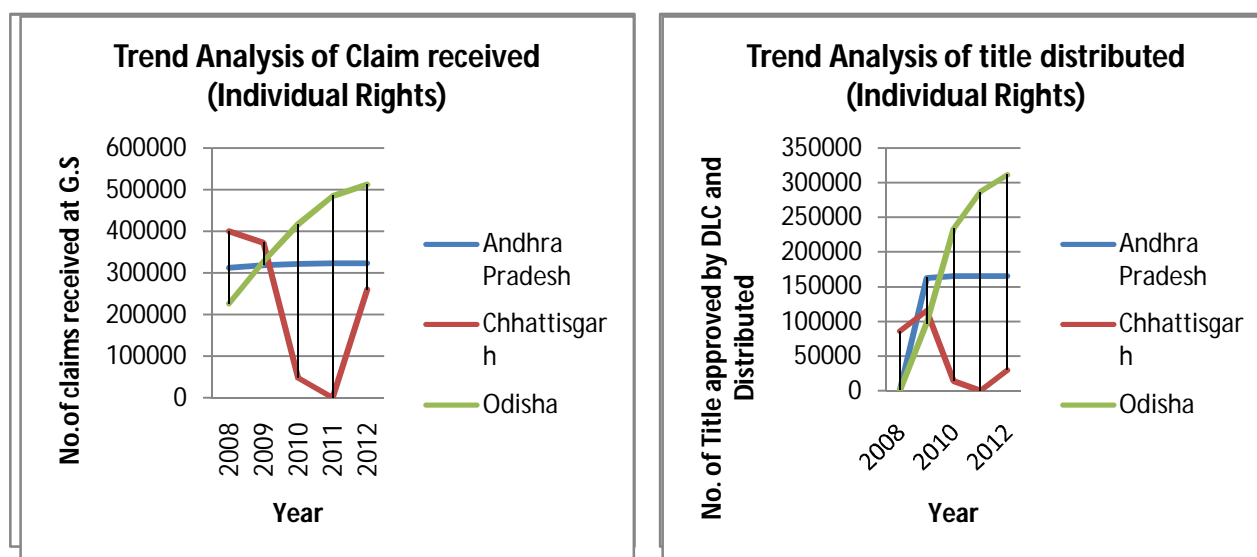 Trend Analysis of Claim received
(Individual Rights)
No.of claims received at G.S
600000
500000
400000
300000
200000
100000
0
2008
2009
2010
2011
2012
Year
Andhra
Pradesh
Chhattisgar
h
Odisha
Trend Analysis of title distributed
(Individual Rights)
No. of Title approved by DLC and
Distributed
350000
300000
250000
200000
150000
100000
50000
0
2008
2010
2012
Year
Andhra
Pradesh
Chhattisgar
h
Odisha